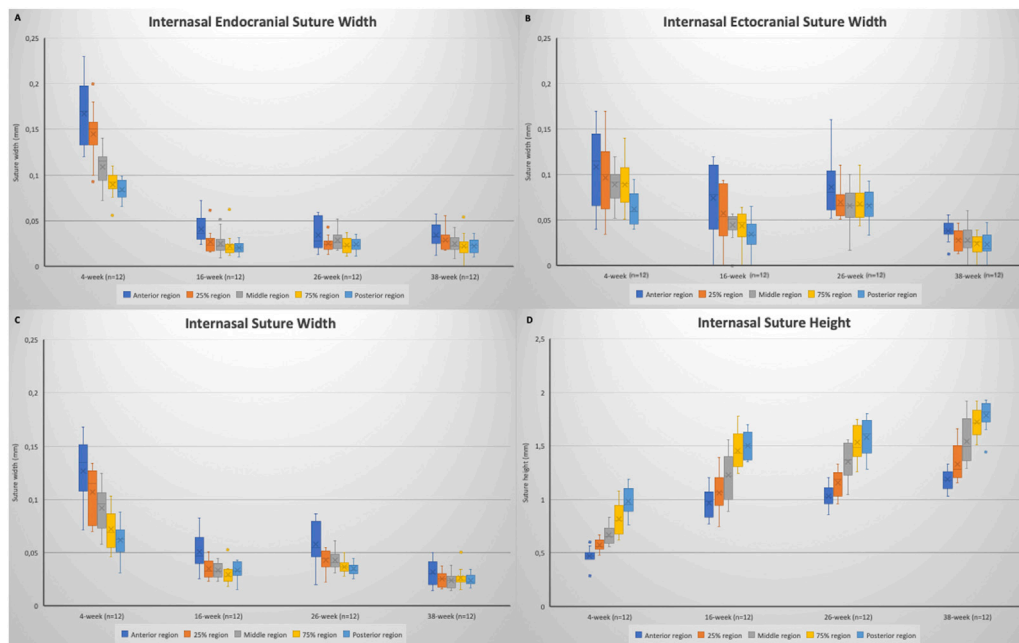 A
Internasal Endocranial Suture Width
0,25
0,2
0,15
0,1
0,05
0
Suture width [mm]
4-week (n=12)
16-week (n=12)
26-week (n=12)
38-week (n=12)
Anterior region
25% region
Middle region
75% region
Posterior region
B
Internasal Ectocranial Suture Width
0,25
0,2
0,15
0,1
0,05
0
Suture width [mm]
4-week (n=12)
16-week (n=12)
26-week (n=12)
38-week (n=12)
Anterior region
25% region
Middle region
75% region
Posterior region
C
Internasal Suture Width
0,25
0,2
0,15
0,1
0,05
0
Suture width [mm]
4-week (n=12)
16-week (n=12)
26-week (n=12)
38-week (n=12)
Anterior region
25% region
Middle region
75% region
Posterior region
D
Internasal Suture Height
2,5
2
1,5
1
0,5
0
Suture height [mm]
4-week (n=12)
16-week (n=12)
26-week (n=12)
38-week (n=12)
Anterior region
25% region
Middle region
75% region
Posterior region